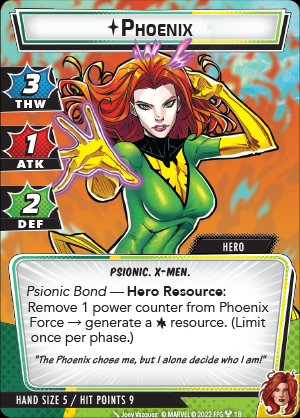 PHOENIX
3
THW
1
ATK
2
DEF
HERO
PSIONIC. X-MEN.
Psionic Bond — Hero Resource:
Remove 1 power counter from Phoenix
Force → generate a resource. (Limit
once per phase.)
"The Phoenix chose me, but I alone decide who I am!"
HAND SIZE 5 / HIT POINTS 9
Joey Vazquez © MARVEL © 2022 FFG 1B